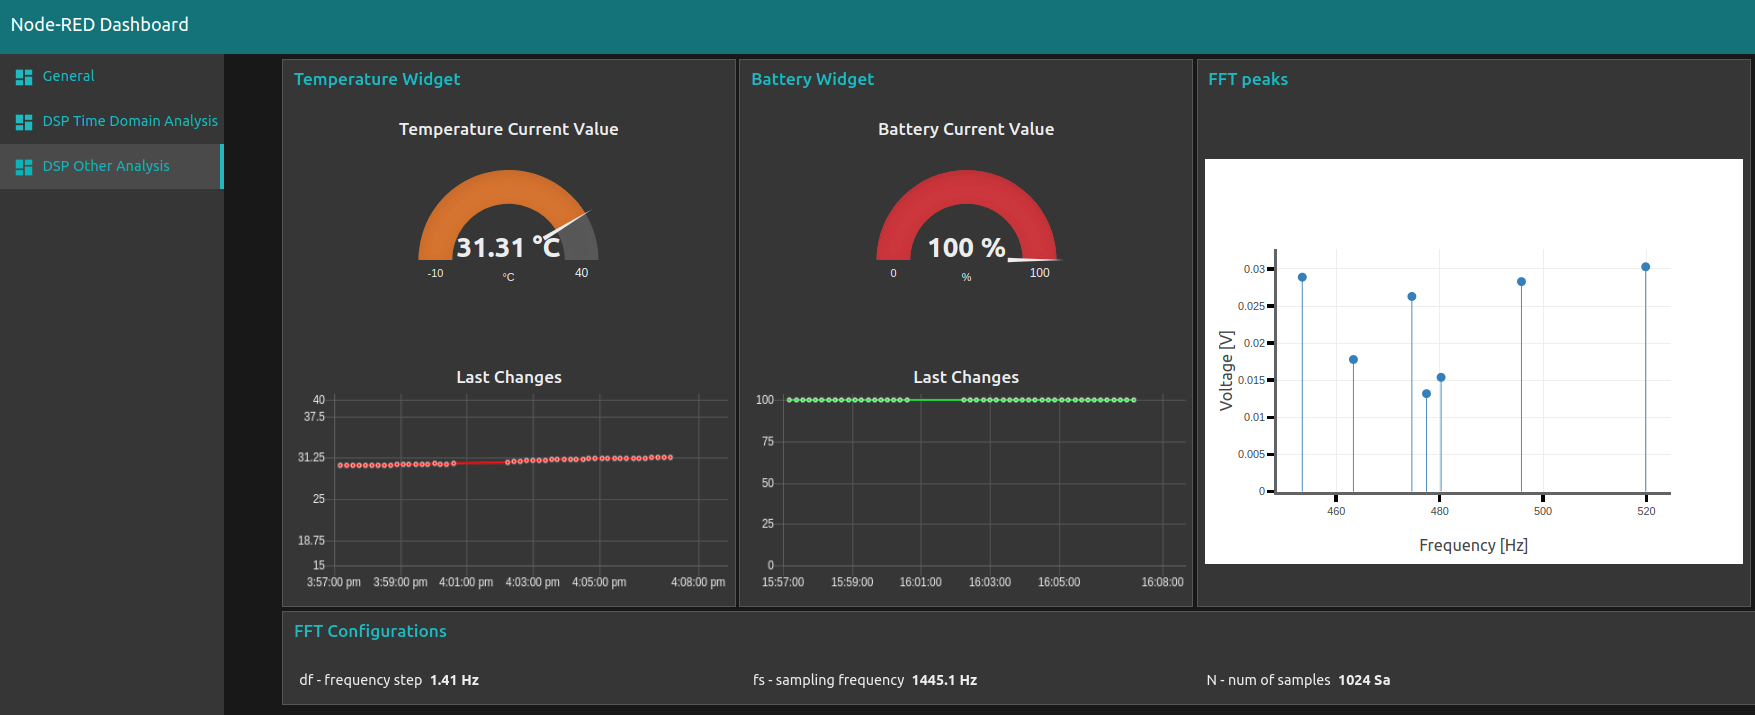 Node-RED Dashboard
General
DSP Time Domain Analysis
DSP Other Analysis
Temperature Widget
Temperature Current Value
31.31 °C
-10
°C
40
Last Changes
40
37.5
31.25
25
18.75
15
3:57:00 pm 3:59:00 pm 4:01:00 pm 4:03:00 pm 4:05:00 pm 4:08:00 pm
Battery Widget
Battery Current Value
100 %
0
%
100
Last Changes
100
75
50
25
0
15:57:00 15:59:00 16:01:00 16:03:00 16:05:00 16:08:00
FFT peaks
Voltage [V]
0.03
0.025
0.02
0.015
0.01
0.005
0
460 480 500 520
Frequency [Hz]
FFT Configurations
df - frequency step 1.41 Hz
fs - sampling frequency 1445.1 Hz
N - num of samples 1024 Sa